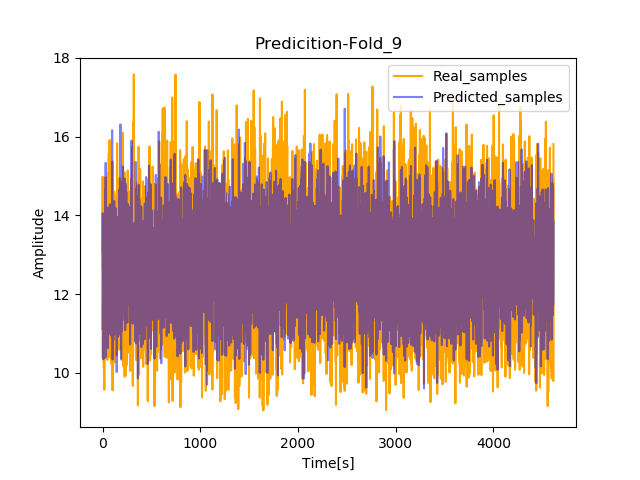 Predicition-Fold_9
Real_samples
Predicted_samples
18
16
14
12
10
Amplitude
0
1000
2000
3000
4000
Time[s]